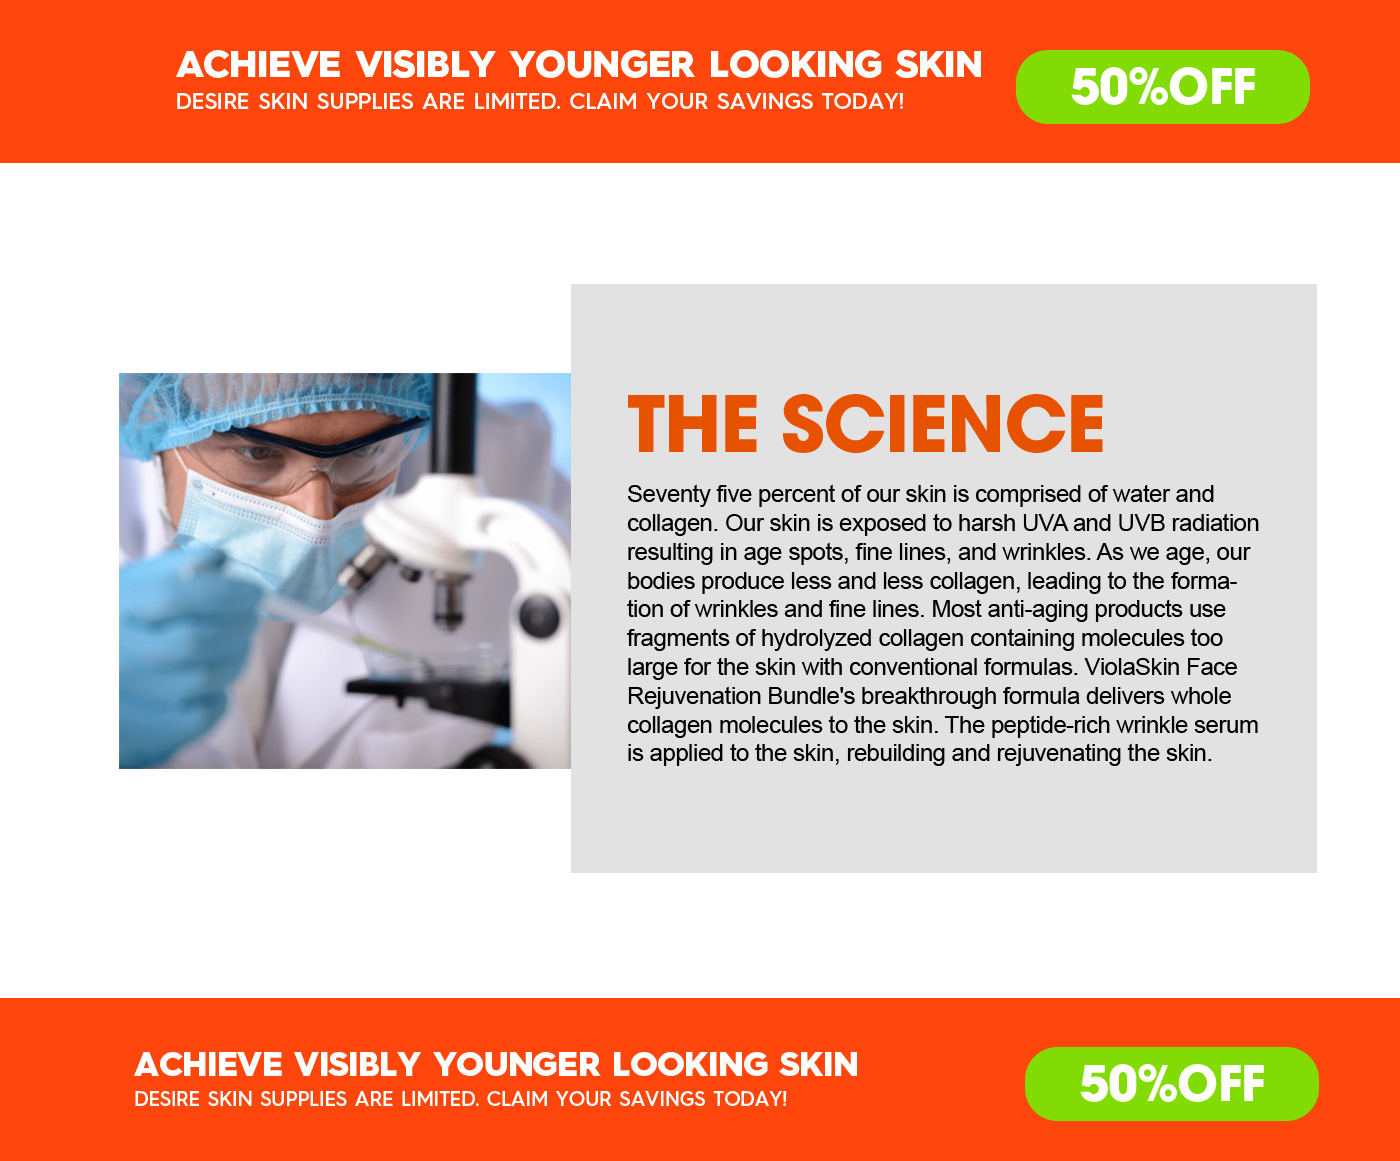 ACHIEVE VISIBLY YOUNGER LOOKING SKIN
DESIRE SKIN SUPPLIES ARE LIMITED. CLAIM YOUR SAVINGS TODAY!
50%OFF
THE SCIENCE
Seventy five percent of our skin is comprised of water and
collagen. Our skin is exposed to harsh UVA and UVB radiation
resulting in age spots, fine lines, and wrinkles. As we age, our
bodies produce less and less collagen, leading to the forma-
tion of wrinkles and fine lines. Most anti-aging products use
fragments of hydrolyzed collagen containing molecules too
large for the skin with conventional formulas. ViolaSkin Face
Rejuvenation Bundle's breakthrough formula delivers whole
collagen molecules to the skin. The peptide-rich wrinkle serum
is applied to the skin, rebuilding and rejuvenating the skin.
ACHIEVE VISIBLY YOUNGER LOOKING SKIN
DESIRE SKIN SUPPLIES ARE LIMITED. CLAIM YOUR SAVINGS TODAY!
50%OFF